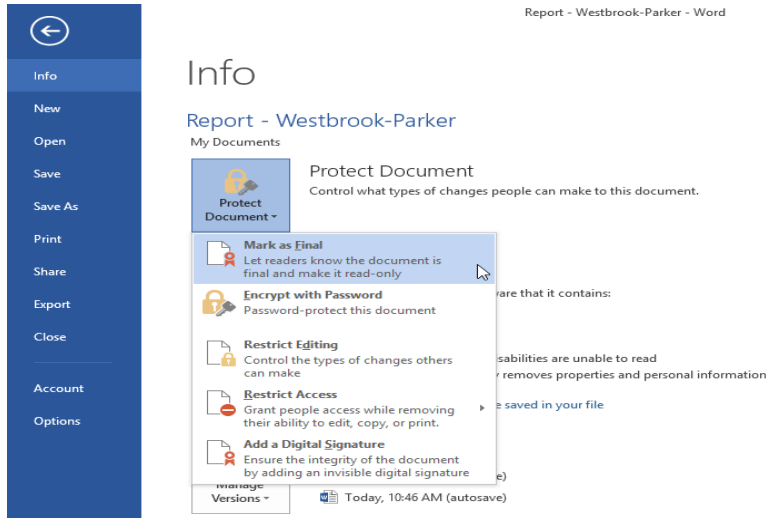 Report - Westbrook-Parker - Word
Info
New
Open
Save
Save As
Print
Share
Export
Close
Account
Options
Info
Report - Westbrook-Parker
My Documents
Protect
Document
Protect Document
Control what types of changes people can make to this document.
Mark as Final
Let readers know the document is
final and make it read-only
Encrypt with Password
Password-protect this document
Restrict Editing
Control the types of changes others
can make
Restrict Access
Grant people access while removing
their ability to edit, copy, or print.
Add a Digital Signature
Ensure the integrity of the document
by adding an invisible digital signature
that it contains:
sabilities are unable to read
removes properties and personal information
saved in your file
Manage
Versions
Today, 10:46 AM (autosave)